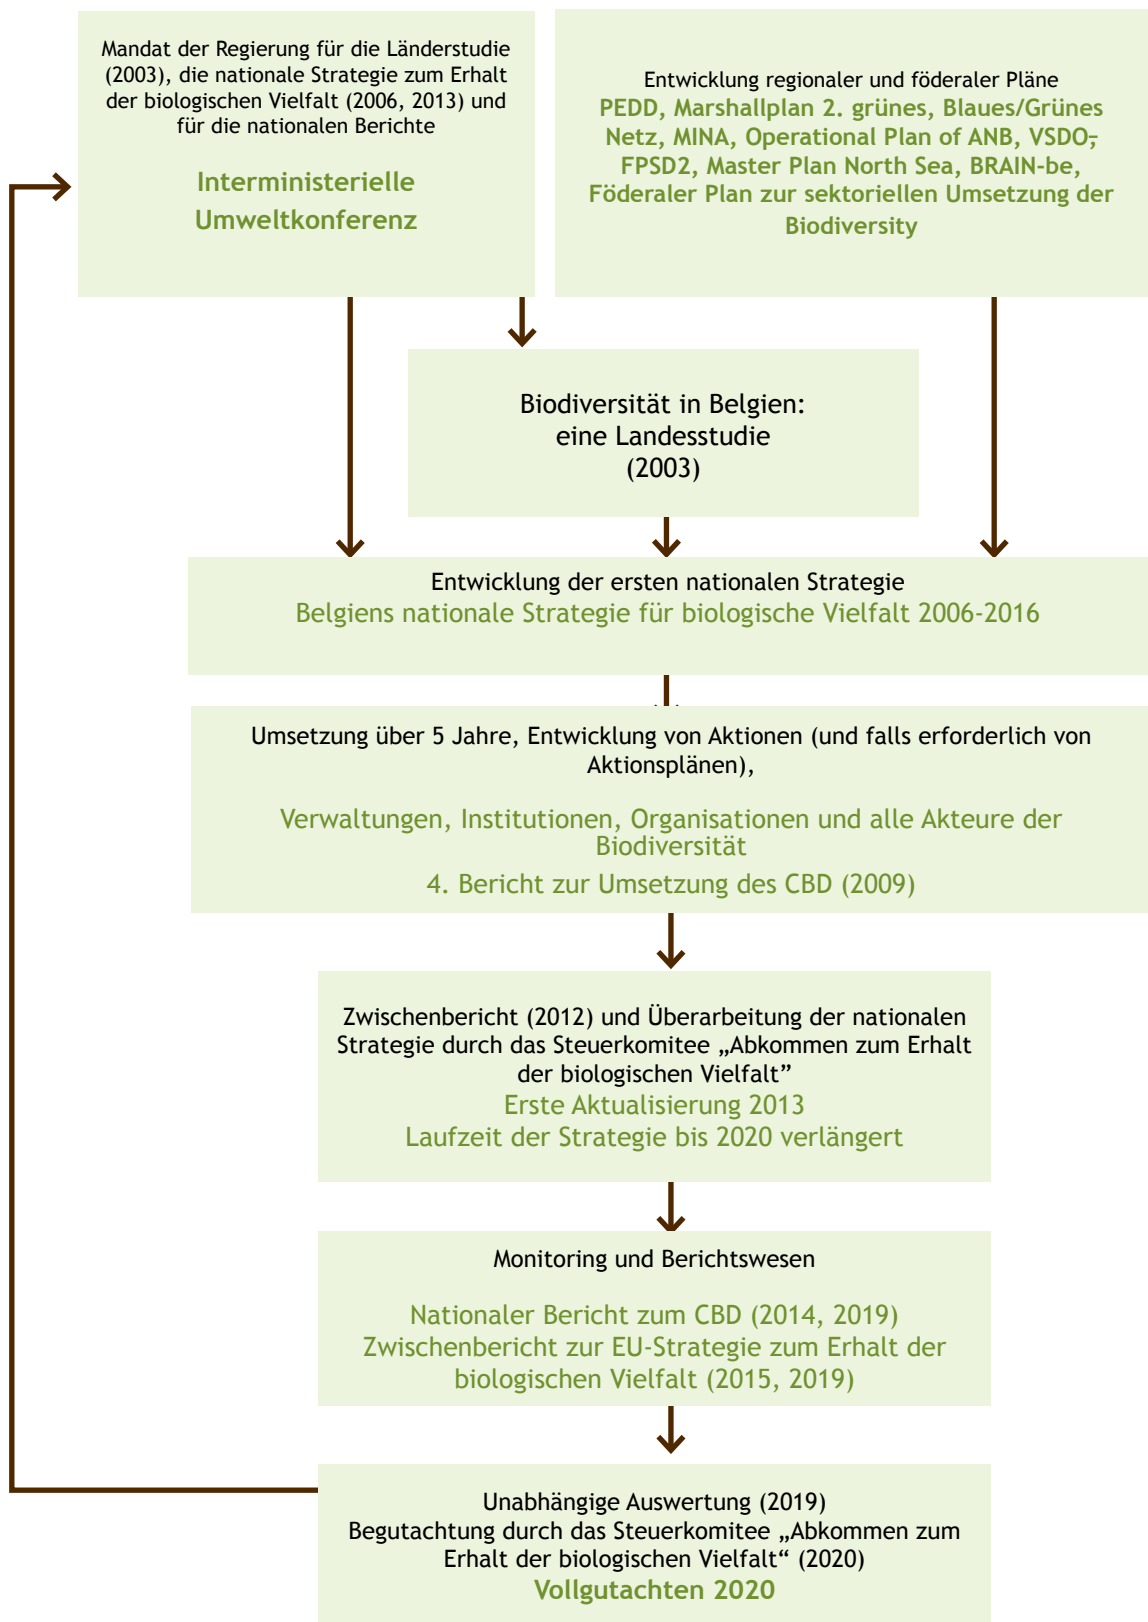 Mandat der Regierung für die Länderstudie
(2003), die nationale Strategie zum Erhalt
der biologischen Vielfalt (2006, 2013) und
für die nationalen Berichte
Interministerielle
Umweltkonferenz
Entwicklung regionaler und föderaler Pläne
PEDD, Marshallplan 2. grünes, Blaues/Grünes
Netz, MINA, Operational Plan of ANB, VSDO,
FPSD2, Master Plan North Sea, BRAIN-be,
Föderaler Plan zur sektoriellen Umsetzung der
Biodiversity
Biodiversität in Belgien:
eine Landesstudie
(2003)
Entwicklung der ersten nationalen Strategie
Belgiens nationale Strategie für biologische Vielfalt 2006-2016
Umsetzung über 5 Jahre, Entwicklung von Aktionen (und falls erforderlich von
Aktionsplänen),
Verwaltungen, Institutionen, Organisationen und alle Akteure der
Biodiversität
4. Bericht zur Umsetzung des CBD (2009)
Zwischenbericht (2012) und Überarbeitung der nationalen
Strategie durch das Steuerkomitee „Abkommen zum Erhalt
der biologischen Vielfalt”
Erste Aktualisierung 2013
Laufzeit der Strategie bis 2020 verlängert
Monitoring und Berichtswesen
Nationaler Bericht zum CBD (2014, 2019)
Zwischenbericht zur EU-Strategie zum Erhalt der
biologischen Vielfalt (2015, 2019)
Unabhängige Auswertung (2019)
Begutachtung durch das Steuerkomitee „Abkommen zum
Erhalt der biologischen Vielfalt“ (2020)
Vollgutachten 2020